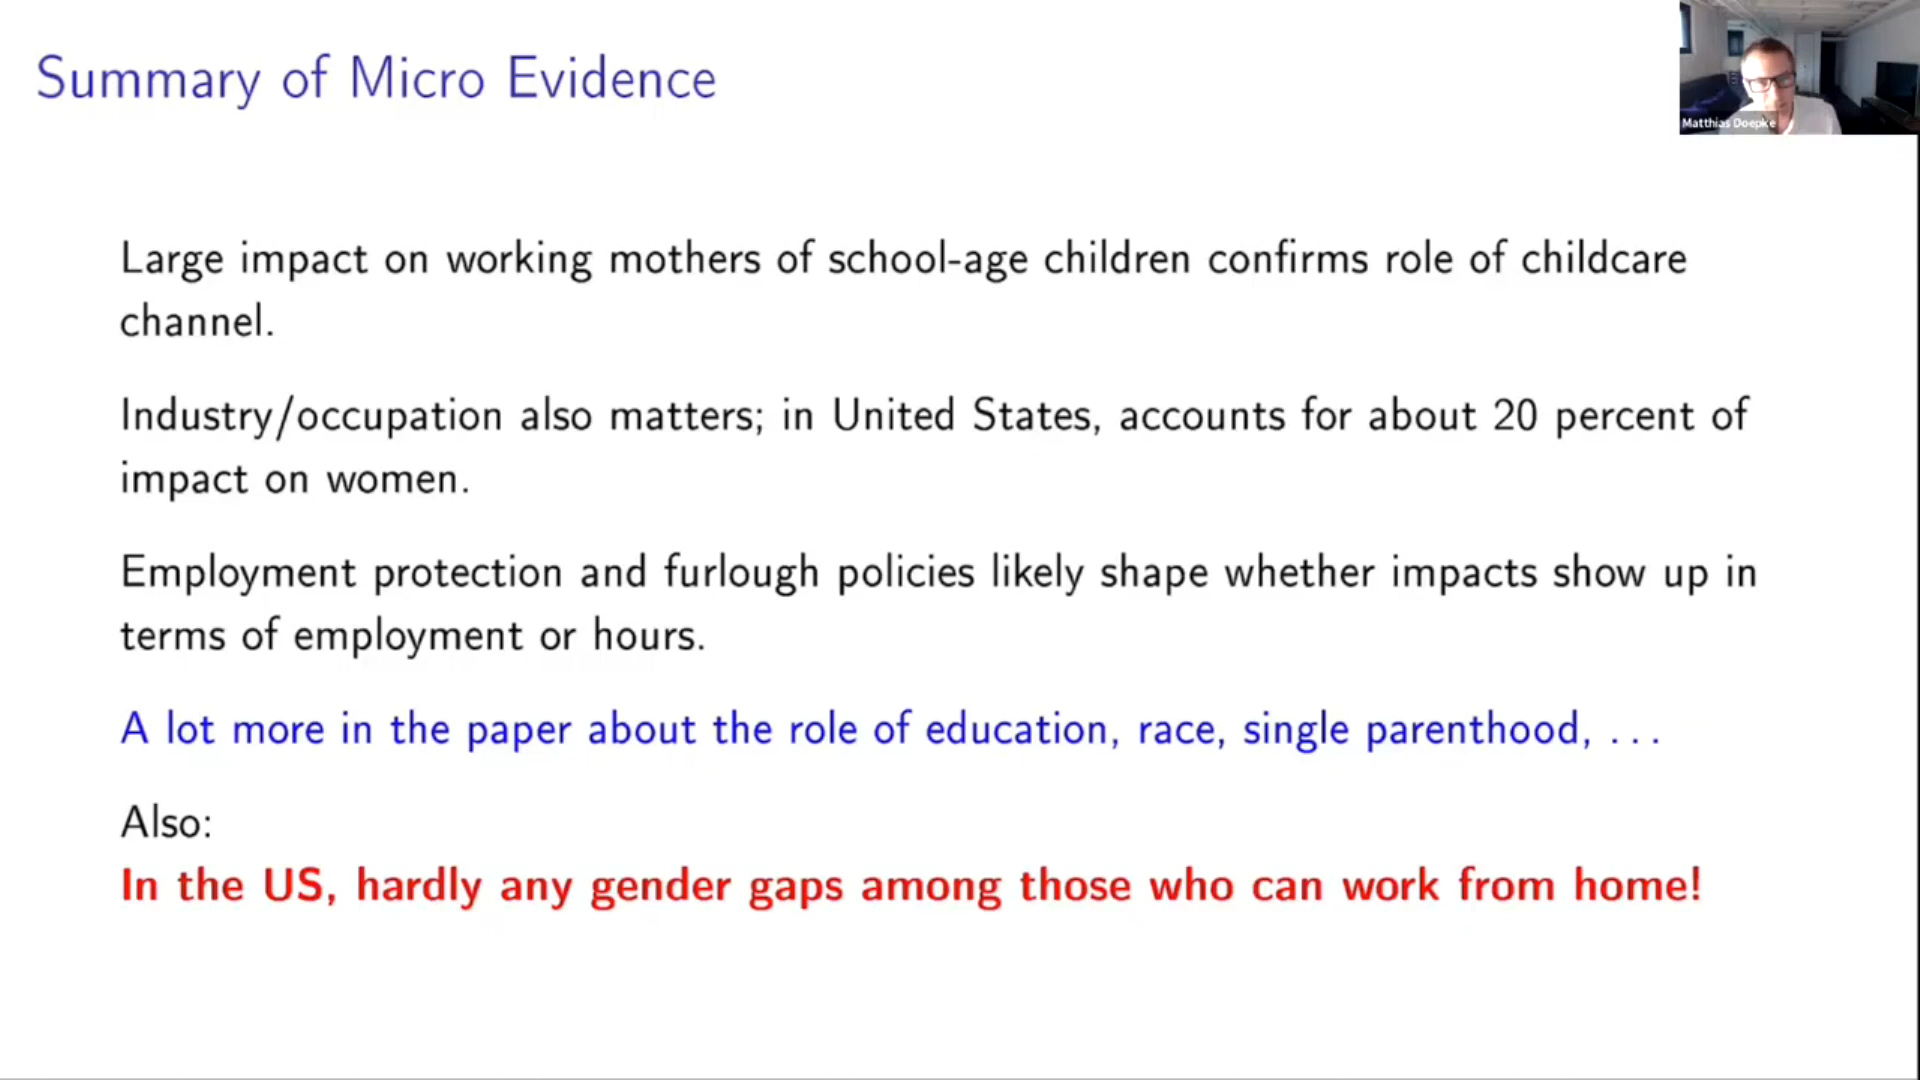 Summary of Micro Evidence
Matthias Doepke
Large impact on working mothers of school-age children confirms role of childcare
channel.
Industry/occupation also matters; in United States, accounts for about 20 percent of
impact on women.
Employment protection and furlough policies likely shape whether impacts show up in
terms of employment or hours.
A lot more in the paper about the role of education, race, single parenthood, ...
Also:
In the US, hardly any gender gaps among those who can work from home!